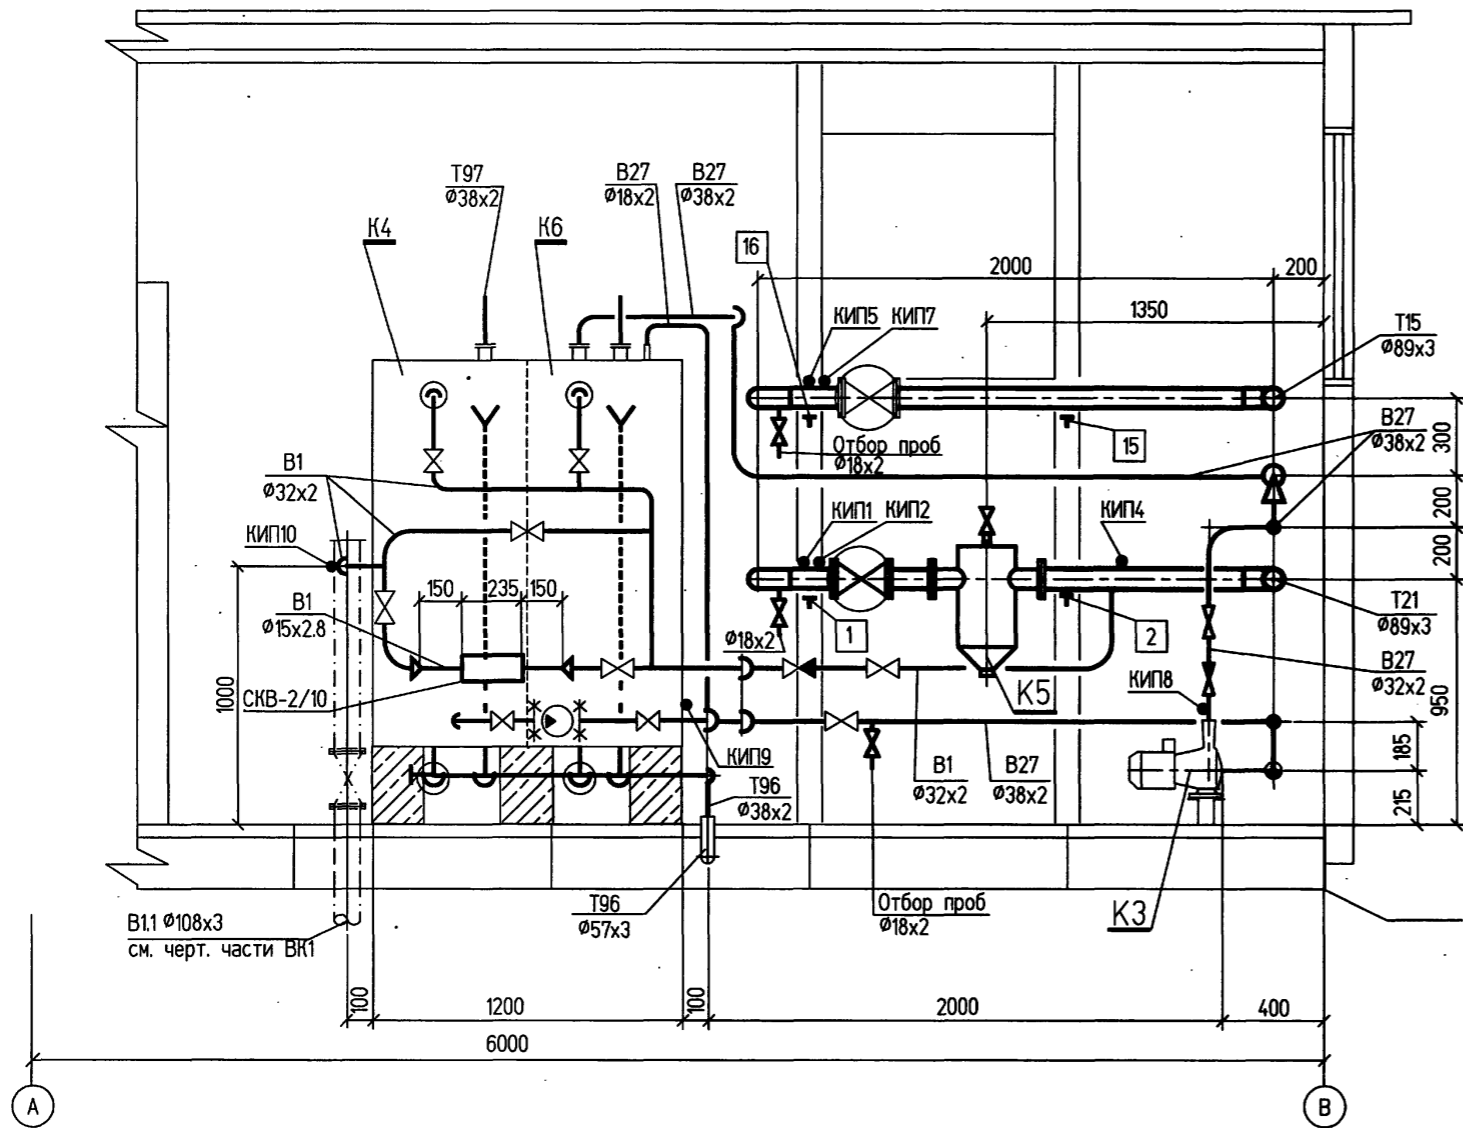 Т97
Ø38х2
В27
Ø18х2
В27
Ø38х2
К4
К6
16
2000
200
1350
КИП5
КИП7
Т15
Ø89х3
Отбор проб
Ø18х2
15
В27
Ø38х2
300
В1
Ø32х2
КИП10
КИП1
КИП2
КИП4
200
200
150
235
150
В1
Ø15х2.8
1
2
Т21
Ø89х3
Ø18х2
СКВ-2/10
1000
К5
КИП8
В27
Ø32х2
950
КИП9
В1
Ø32х2
В27
Ø38х2
185
215
Т96
Ø38х2
Т96
Ø57х3
Отбор проб
Ø18х2
К3
В1.1 Ø108х3
см. черт. части ВК1
100
1200
100
2000
400
6000
А
В